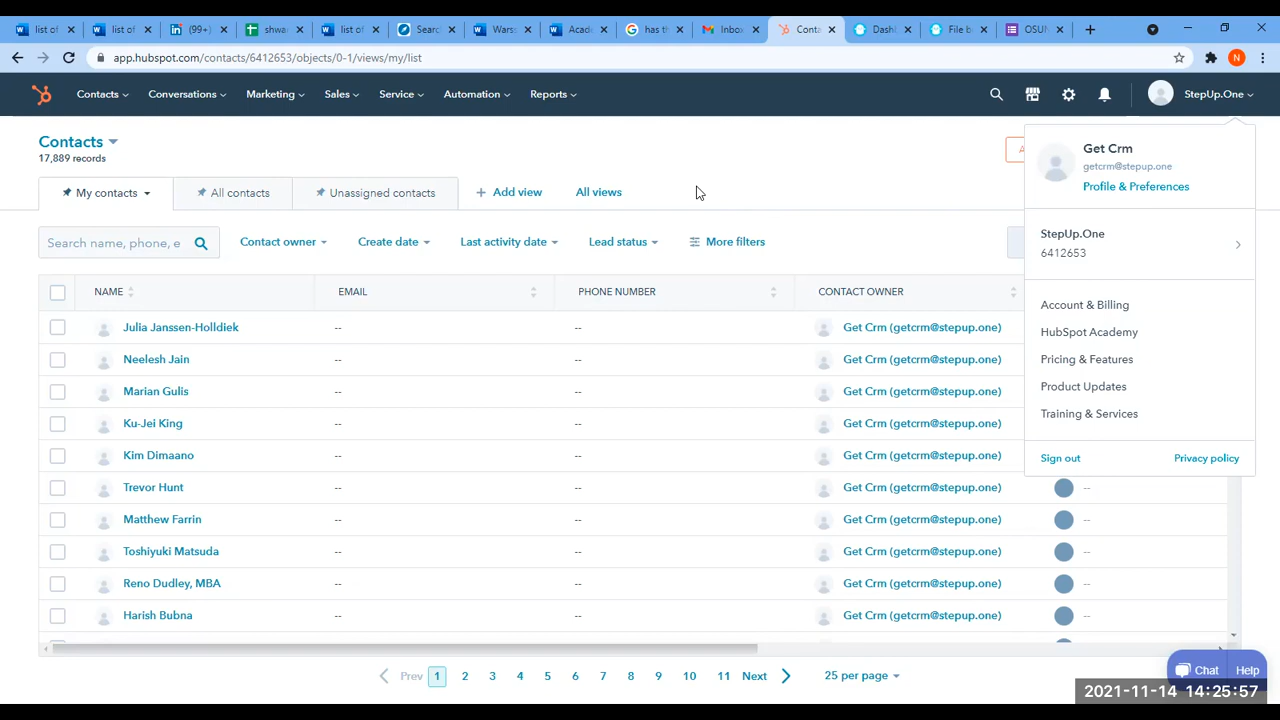 list of
list of
(99+)
shwa
list of
Searc
Warsa
Acade
has th
Inbox
Conta
Dashb
File b
OSUN
N
app.hubspot.com/contacts/6412653/objects/0-1/views/my/list
Contacts
Conversations
Marketing
Sales
Service
Automation
Reports
StepUp.One
Contacts
17,889 records
My contacts
All contacts
Unassigned contacts
Add view
All views
Search name, phone, e
Contact owner
Create date
Last activity date
Lead status
More filters
NAME
EMAIL
PHONE NUMBER
CONTACT OWNER
Julia Janssen-Holldiek -- -- Get Crm (getcrm@stepup.one)
Neelesh Jain -- -- Get Crm (getcrm@stepup.one)
Marian Gulis -- -- Get Crm (getcrm@stepup.one)
Ku-Jei King -- -- Get Crm (getcrm@stepup.one)
Kim Dimaano -- -- Get Crm (getcrm@stepup.one)
Trevor Hunt -- -- Get Crm (getcrm@stepup.one) --
Matthew Farrin -- -- Get Crm (getcrm@stepup.one) --
Toshiyuki Matsuda -- -- Get Crm (getcrm@stepup.one) --
Reno Dudley, MBA -- -- Get Crm (getcrm@stepup.one) --
Harish Bubna -- -- Get Crm (getcrm@stepup.one) --
Get Crm
getcrm@stepup.one
Profile & Preferences
StepUp.One
6412653
Account & Billing
HubSpot Academy
Pricing & Features
Product Updates
Training & Services
Sign out
Privacy policy
Prev 1 2 3 4 5 6 7 8 9 10 11 Next
25 per page
Chat
Help
2021-11-14 14:25:57